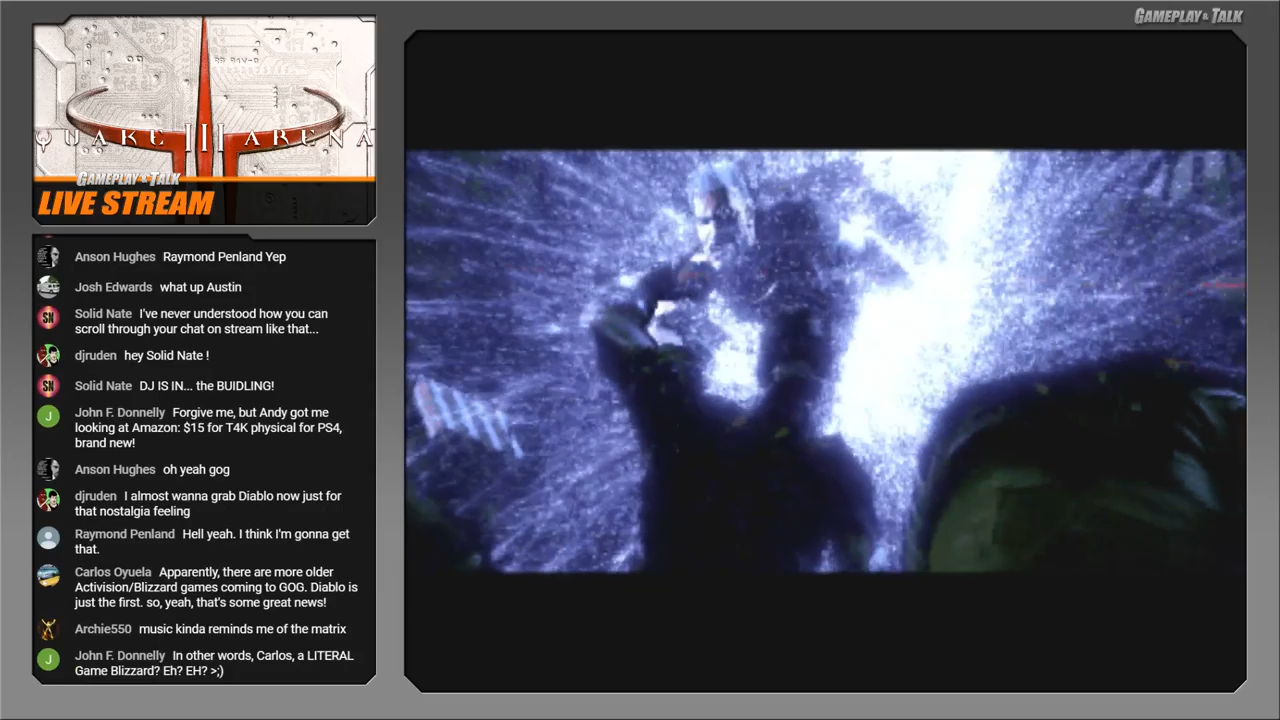 GAMEPLAY & TALK
QUAKE III ARENA
GAMEPLAY & TALK
LIVE STREAM
Anson Hughes Raymond Penland Yep
Josh Edwards what up Austin
SN
Solid Nate I've never understood how you can
scroll through your chat on stream like that...
djruden hey Solid Nate !
SN
Solid Nate DJ IS IN... the BUIDLING!
J
John F. Donnelly Forgive me, but Andy got me
looking at Amazon: $15 for T4K physical for PS4,
brand new!
Anson Hughes oh yeah gog
djruden I almost wanna grab Diablo now just for
that nostalgia feeling
Raymond Penland Hell yeah. I think I'm gonna get
that.
Carlos Oyuela Apparently, there are more older
Activision/Blizzard games coming to GOG. Diablo is
just the first. so, yeah, that's some great news!
Archie550 music kinda reminds me of the matrix
J
John F. Donnelly In other words, Carlos, a LITERAL
Game Blizzard? Eh? EH? >;)